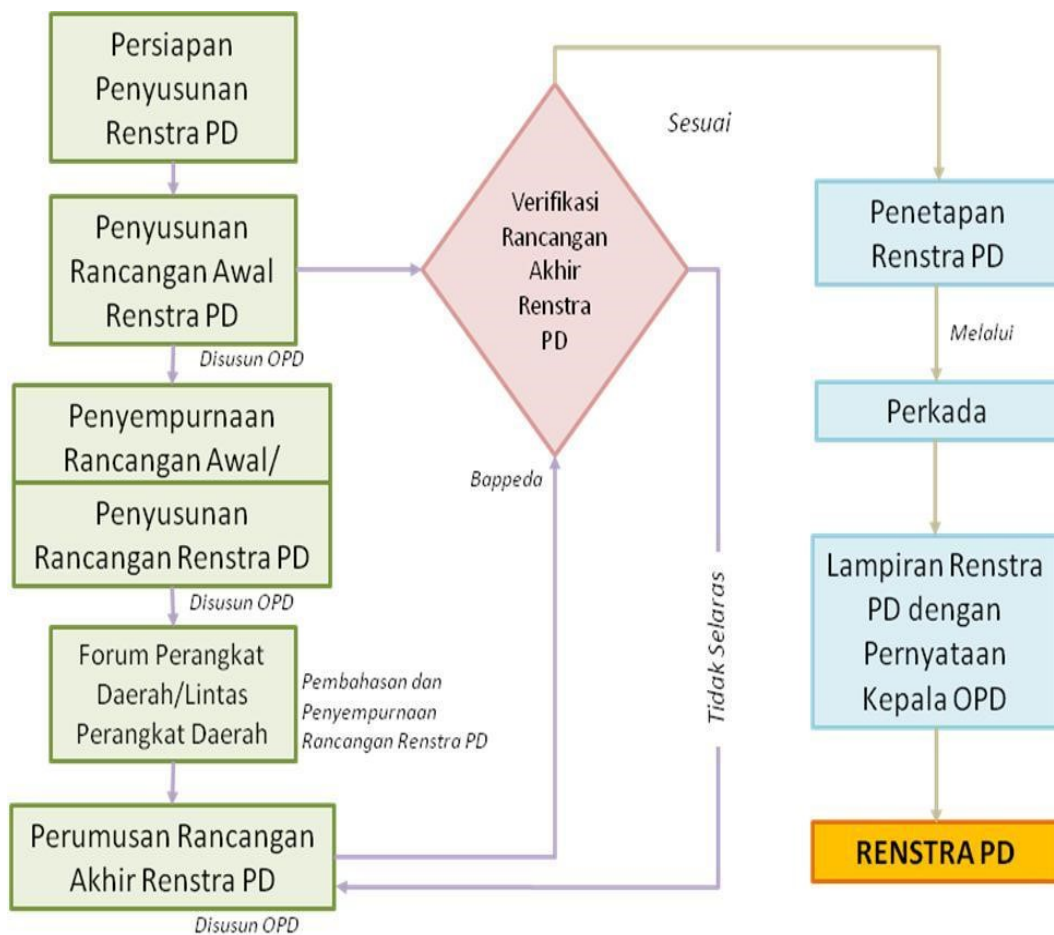 Persiapan
Penyusunan
Renstra PD
Penyusunan
Rancangan Awal
Renstra PD
Disusun OPD
Penyempurnaan
Rancangan Awal/
Penyusunan
Rancangan Renstra PD
Disusun OPD
Forum Perangkat
Daerah/Lintas
Perangkat Daerah
Pembahasan dan
Penyempurnaan
Rancangan Renstra PD
Perumusan Rancangan
Akhir Renstra PD
Disusun OPD
Verifikasi
Rancangan
Akhir
Renstra
PD
Bappeda
Tidak Selaras
Sesuai
Penetapan
Renstra PD
Melalui
Perkada
Lampiran Renstra
PD dengan
Pernyataan
Kepala OPD
RENSTRA PD